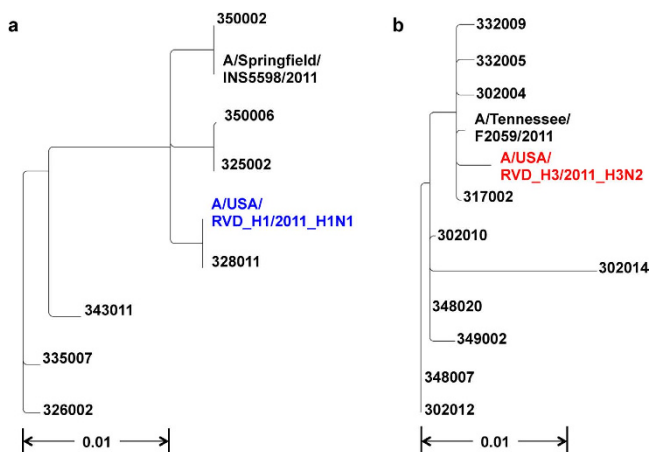 a
350002
A/Springfield/
INS5598/2011
350006
325002
A/USA/
RVD_H1/2011_H1N1
328011
343011
335007
326002
0.01
b
332009
332005
302004
A/Tennessee/
F2059/2011
A/USA/
RVD_H3/2011_H3N2
317002
302010
302014
348020
349002
348007
302012
0.01